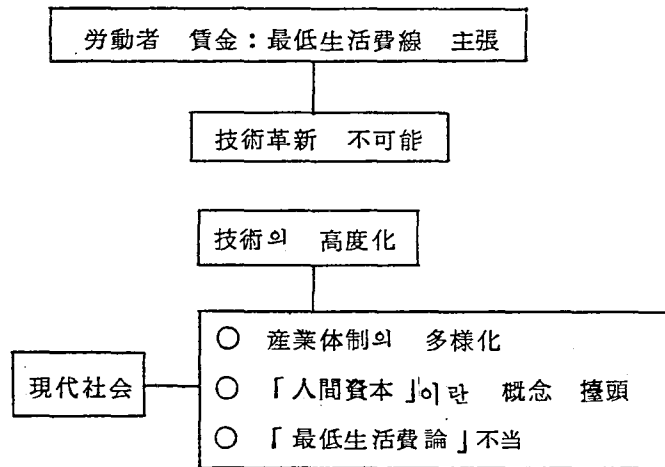 労動者 賃金：最低生活費線 主張
技術革新 不可能
技術의 高度化
○ 産業体制의 多様化
現代社会
○ 「人間資本」이란 概念 擡頭
○ 「最低生活費論」不当